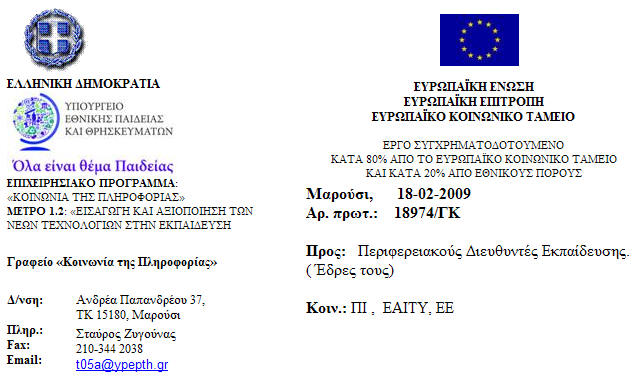 ΕΛΛΗΝΙΚΗ ΔΗΜΟΚΡΑΤΙΑ
ΥΠΟΥΡΓΕΙΟ
ΕΘΝΙΚΗΣ ΠΑΙΔΕΙΑΣ
ΚΑΙ ΘΡΗΣΚΕΥΜΑΤΩΝ
Όλα είναι θέμα Παιδείας
ΕΠΙΧΕΙΡΗΣΙΑΚΟ ΠΡΟΓΡΑΜΜΑ:
«ΚΟΙΝΩΝΙΑ ΤΗΣ ΠΛΗΡΟΦΟΡΙΑΣ»
ΜΕΤΡΟ 1.2: «ΕΙΣΑΓΩΓΗ ΚΑΙ ΑΞΙΟΠΟΙΗΣΗ ΤΩΝ
ΝΕΩΝ ΤΕΧΝΟΛΟΓΙΩΝ ΣΤΗΝ ΕΚΠΑΙΔΕΥΣΗ
Γραφείο «Κοινωνία της Πληροφορίας»
Δ/νση: Ανδρέα Παπανδρέου 37,
ΤΚ 15180, Μαρούσι
Πληρ.: Σταύρος Ζυγούνας
Fax: 210-344 2038
Email: t05a@ypepth.gr
ΕΥΡΩΠΑΪΚΗ ΕΝΩΣΗ
ΕΥΡΩΠΑΪΚΗ ΕΠΙΤΡΟΠΗ
ΕΥΡΩΠΑΪΚΟ ΚΟΙΝΩΝΙΚΟ ΤΑΜΕΙΟ
ΕΡΓΟ ΣΥΓΧΡΗΜΑΤΟΔΟΤΟΥΜΕΝΟ
ΚΑΤΑ 80% ΑΠΟ ΤΟ ΕΥΡΩΠΑΪΚΟ ΚΟΙΝΩΝΙΚΟ ΤΑΜΕΙΟ
ΚΑΙ ΚΑΤΑ 20% ΑΠΟ ΕΘΝΙΚΟΥΣ ΠΟΡΟΥΣ
Μαρούσι, 18-02-2009
Αρ. πρωτ.: 18974/ΓΚ
Προς: Περιφερειακούς Διευθυντές Εκπαίδευσης.
( Έδρες τους)
Κοιν.: ΠΙ , ΕΑΙΤΥ, ΕΕ